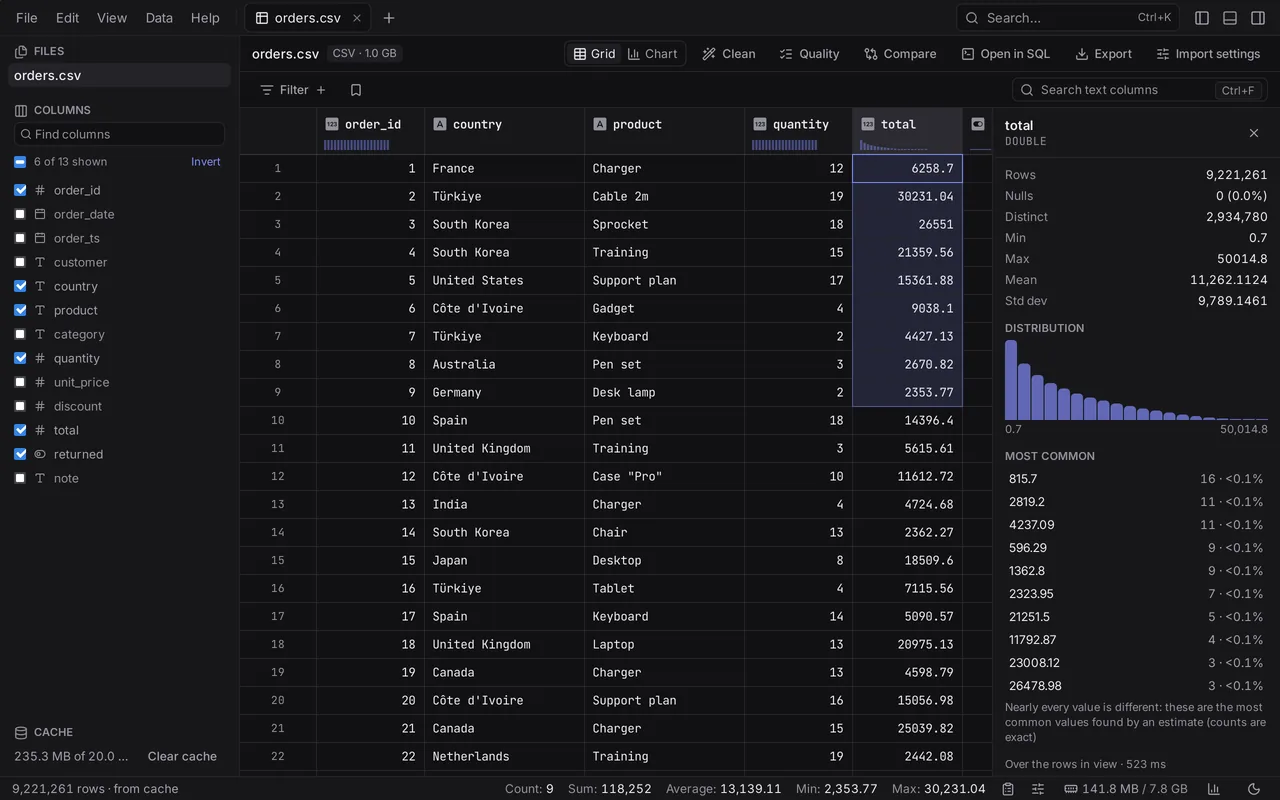 File Edit View Data Help
orders.csv
Search... Ctrl+K
FILES
orders.csv
COLUMNS
Find columns
6 of 13 shown Invert
order_id
order_date
order_ts
customer
country
product
category
quantity
unit_price
discount
total
returned
note
CACHE
235.3 MB of 20.0 ... Clear cache
orders.csv CSV · 1.0 GB Grid Chart Clean Quality Compare Open in SQL Export Import settings
Filter + Search text columns Ctrl+F
123 order_id A country A product 123 quantity 123 total
1 1 France Charger 12 6258.7
2 2 Türkiye Cable 2m 19 30231.04
3 3 South Korea Sprocket 18 26551
4 4 South Korea Training 15 21359.56
5 5 United States Support plan 17 15361.88
6 6 Côte d'Ivoire Gadget 4 9038.1
7 7 Türkiye Keyboard 2 4427.13
8 8 Australia Pen set 3 2670.82
9 9 Germany Desk lamp 2 2353.77
10 10 Spain Pen set 18 14396.4
11 11 United Kingdom Training 3 5615.61
12 12 Côte d'Ivoire Case "Pro" 10 11612.72
13 13 India Charger 4 4724.68
14 14 South Korea Chair 13 2362.27
15 15 Japan Desktop 8 18509.6
16 16 Türkiye Tablet 4 7115.56
17 17 Spain Keyboard 14 5090.57
18 18 United Kingdom Laptop 13 20975.13
19 19 Canada Charger 13 4598.79
20 20 Côte d'Ivoire Support plan 16 15056.98
21 21 Canada Charger 15 25039.82
22 22 Netherlands Training 19 2442.08
total
DOUBLE
Rows 9,221,261
Nulls 0 (0.0%)
Distinct 2,934,780
Min 0.7
Max 50014.8
Mean 11,262.1124
Std dev 9,789.1461
DISTRIBUTION
0.7 50,014.8
MOST COMMON
815.7 16 · <0.1%
2819.2 11 · <0.1%
4237.09 11 · <0.1%
596.29 9 · <0.1%
1362.8 9 · <0.1%
2323.95 7 · <0.1%
21251.5 5 · <0.1%
11792.87 4 · <0.1%
23008.12 3 · <0.1%
26478.98 3 · <0.1%
Nearly every value is different: these are the most
common values found by an estimate (counts are
exact)
Over the rows in view · 523 ms
9,221,261 rows · from cache Count: 9 Sum: 118,252 Average: 13,139.11 Min: 2,353.77 Max: 30,231.04 141.8 MB / 7.8 GB